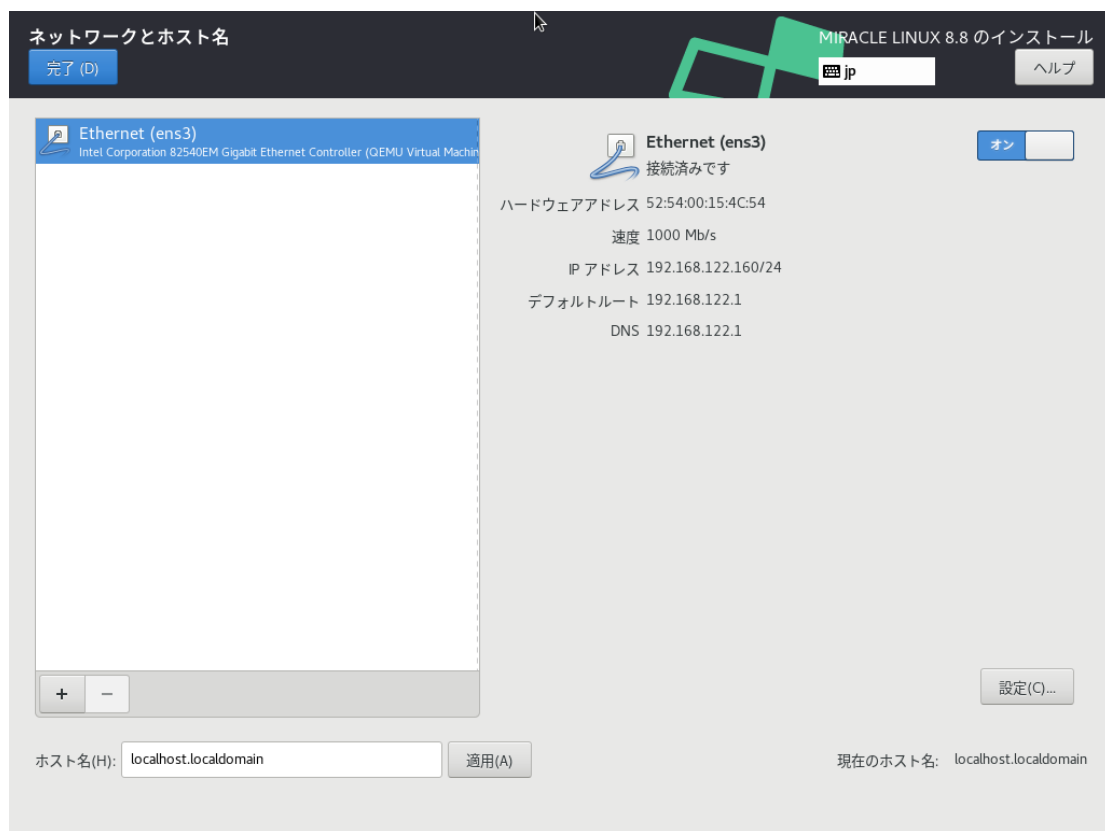 ネットワークとホスト名
MIRACLE LINUX 8.8 のインストール
完了 (D)
jp
ヘルプ
Ethernet (ens3)
Intel Corporation 82540EM Gigabit Ethernet Controller (QEMU Virtual Machin
Ethernet (ens3)
接続済みです
オン
ハードウェアアドレス 52:54:00:15:4C:54
速度 1000 Mb/s
IP アドレス 192.168.122.160/24
デフォルトルート 192.168.122.1
DNS 192.168.122.1
+ −
設定(C)...
ホスト名(H): localhost.localdomain 適用(A)
現在のホスト名: localhost.localdomain